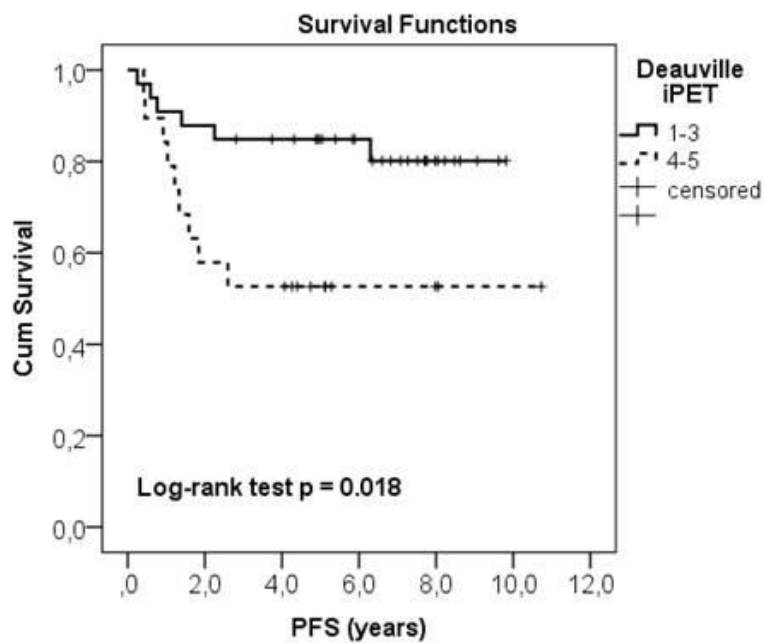 Survival Functions
Deauville
iPET
1-3
4-5
censored
Cum Survival
1,0
0,8
0,6
0,4
0,2
0,0
Log-rank test p = 0.018
,0 2,0 4,0 6,0 8,0 10,0 12,0
PFS (years)